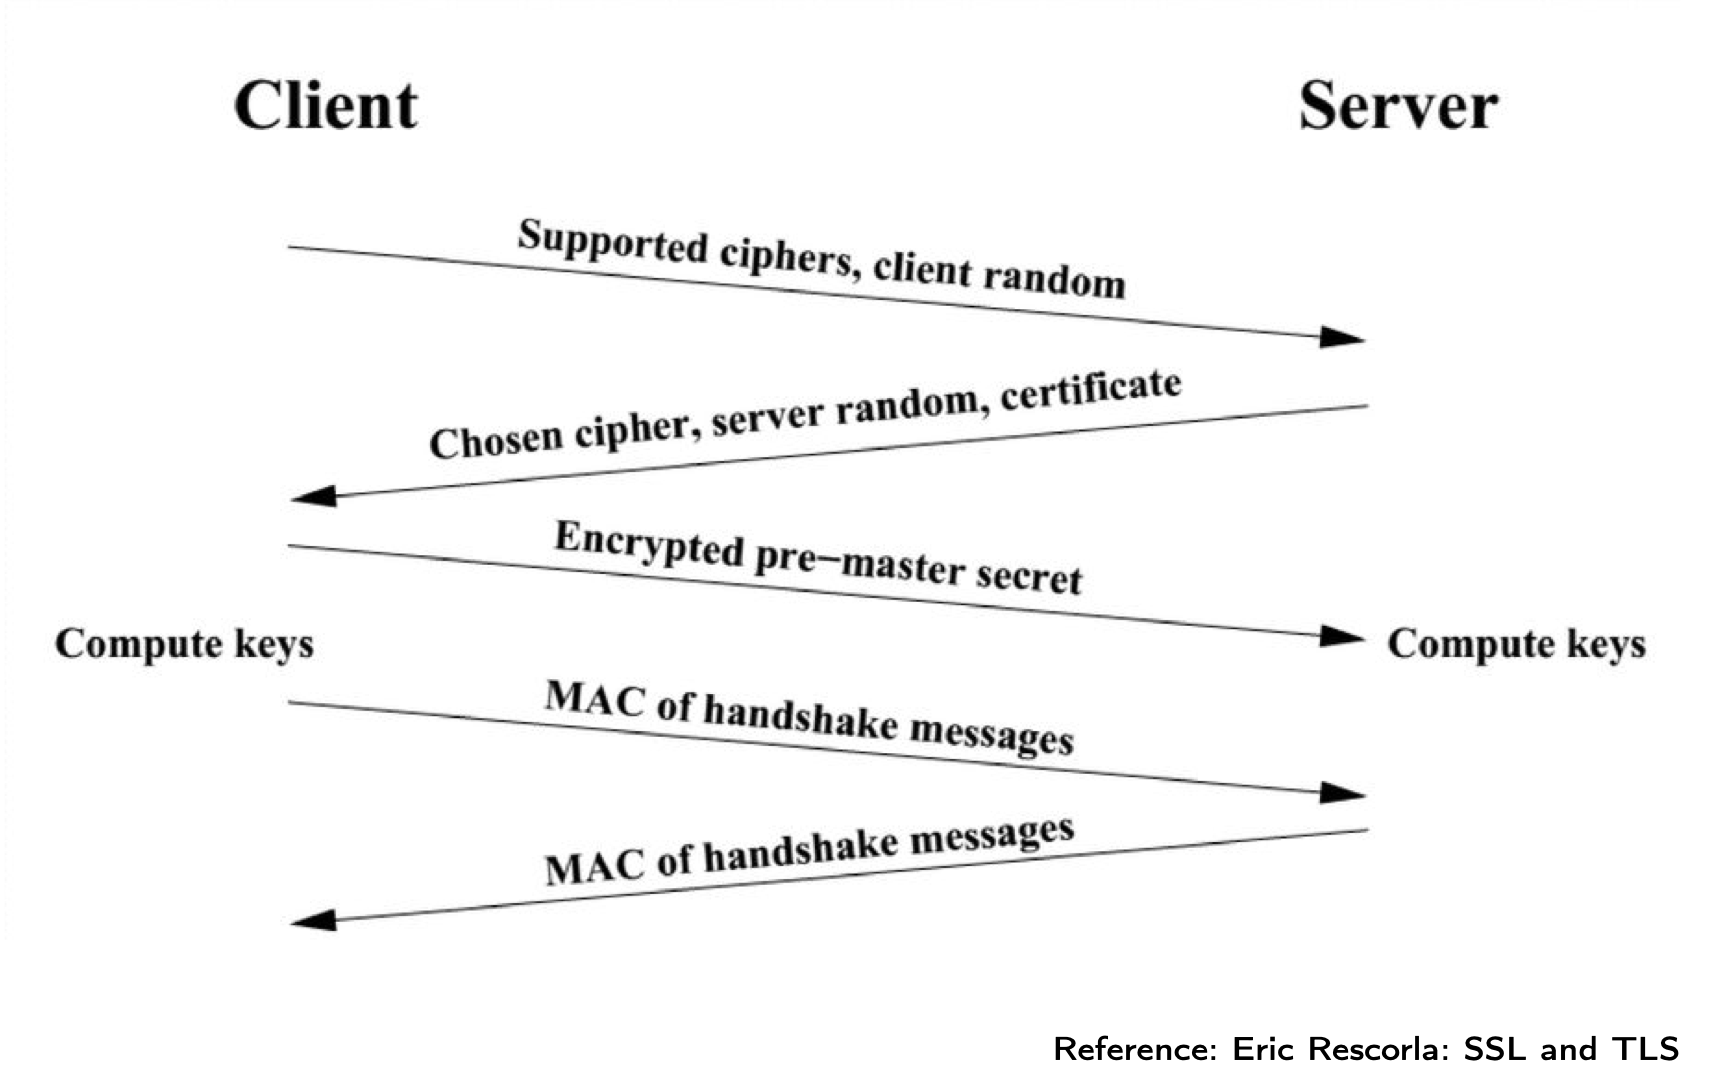 Client
Server
Supported ciphers, client random
Chosen cipher, server random, certificate
Encrypted pre−master secret
Compute keys
Compute keys
MAC of handshake messages
MAC of handshake messages
Reference: Eric Rescorla: SSL and TLS